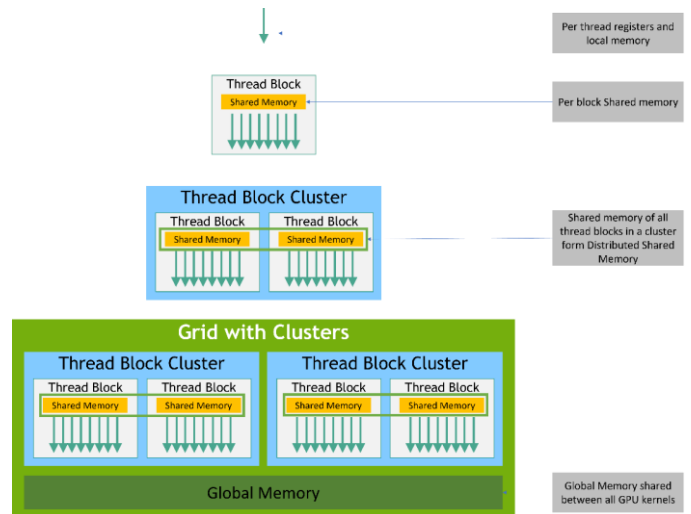 Per thread registers and
local memory
Thread Block
Shared Memory
Per block Shared memory
Thread Block Cluster
Thread Block
Thread Block
Shared Memory
Shared Memory
Shared memory of all
thread blocks in a cluster
form Distributed Shared
Memory
Grid with Clusters
Thread Block Cluster
Thread Block Cluster
Thread Block
Thread Block
Thread Block
Thread Block
Shared Memory
Shared Memory
Shared Memory
Shared Memory
Global Memory
Global Memory shared
between all GPU kernels